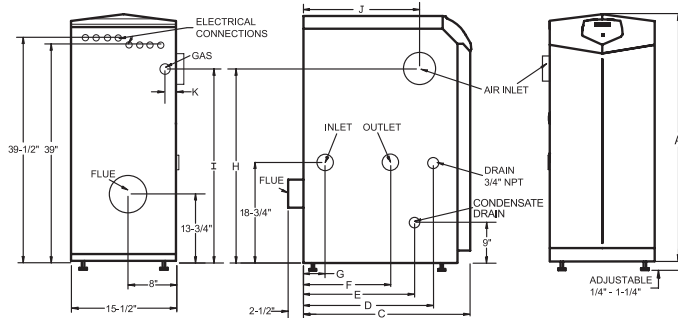 ELECTRICAL
CONNECTIONS
GAS
K
39-1/2"
39"
I
H
FLUE
13-3/4"
8"
15-1/2"
J
AIR INLET
INLET
OUTLET
DRAIN
3/4" NPT
FLUE
18-3/4"
CONDENSATE
DRAIN
9"
G
F
E
D
C
2-1/2"
A
ADJUSTABLE
1/4" - 1-1/4"